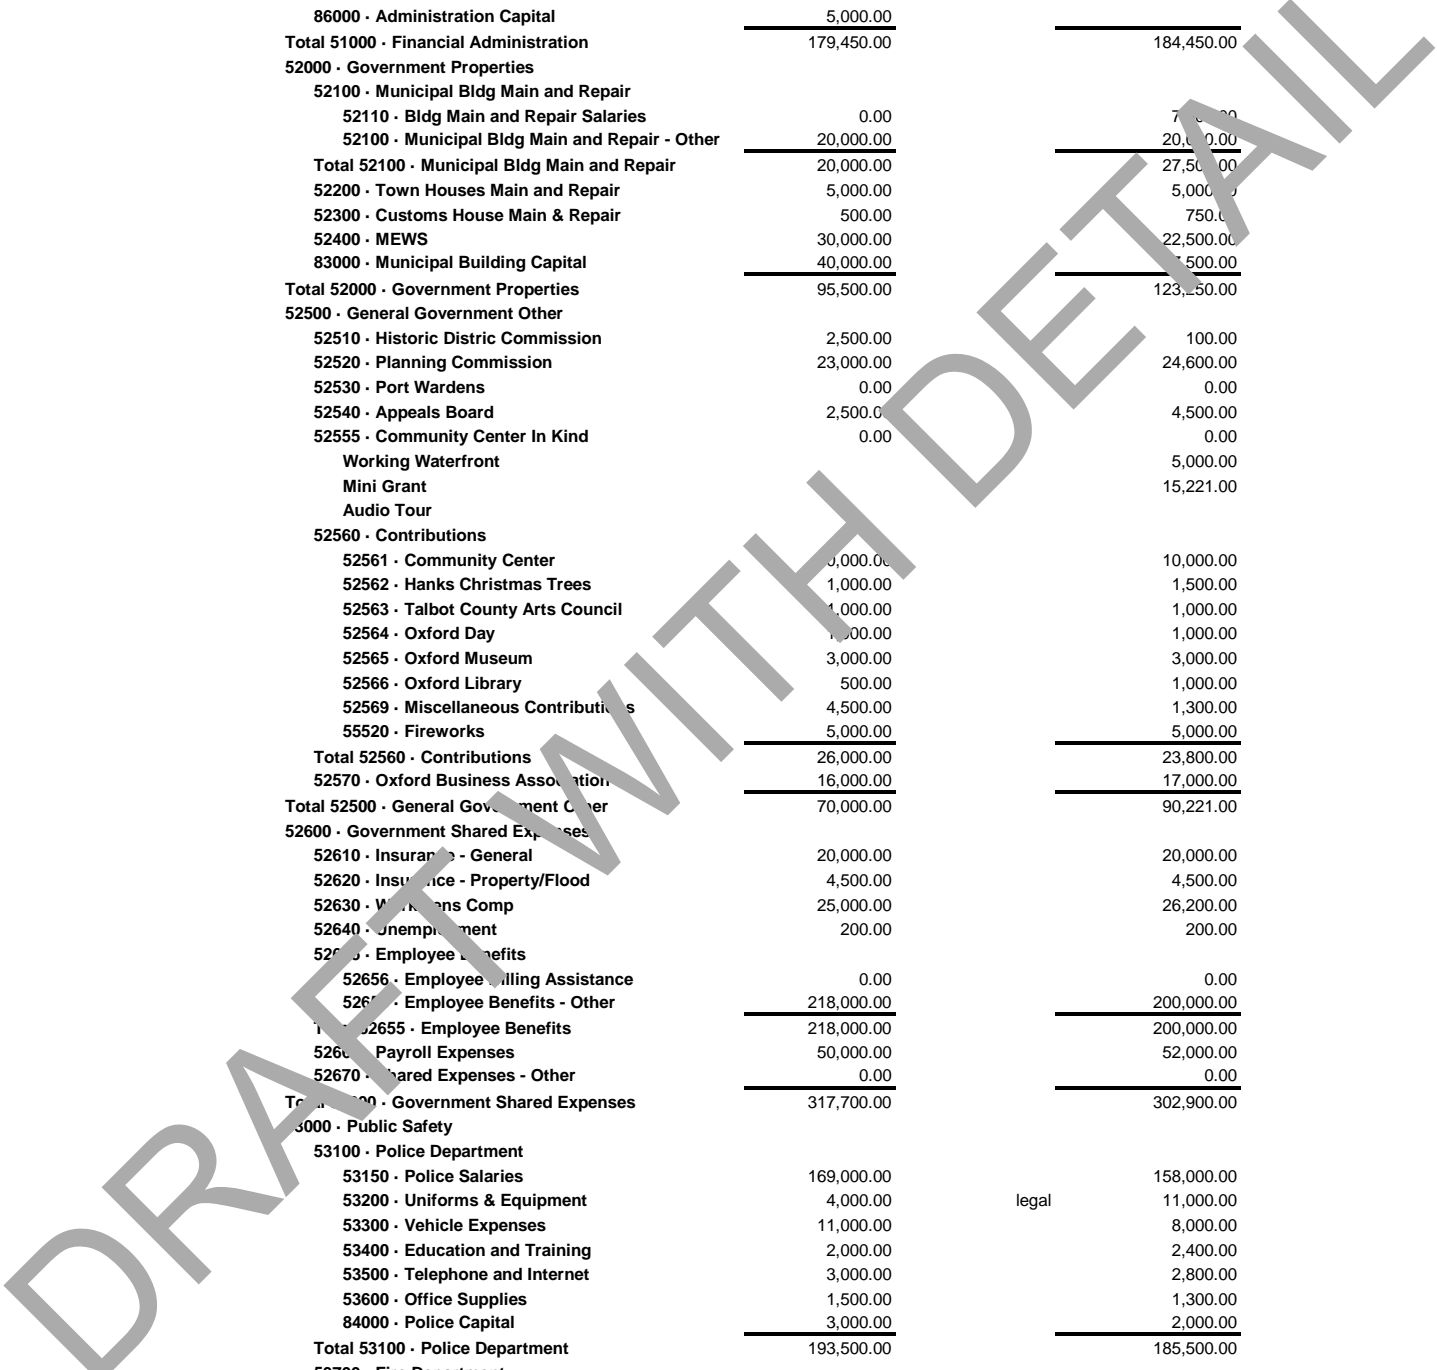 86000 · Administration Capital 5,000.00
Total 51000 · Financial Administration 179,450.00 184,450.00
52000 · Government Properties
52100 · Municipal Bldg Main and Repair
52110 · Bldg Main and Repair Salaries 0.00
52100 · Municipal Bldg Main and Repair - Other 20,000.00
Total 52100 · Municipal Bldg Main and Repair 20,000.00
52200 · Town Houses Main and Repair 5,000.00
52300 · Customs House Main & Repair 500.00
52400 · MEWS 30,000.00 22,500.00
83000 · Municipal Building Capital 40,000.00
Total 52000 · Government Properties 95,500.00
52500 · General Government Other
52510 · Historic Distric Commission 2,500.00 100.00
52520 · Planning Commission 23,000.00 24,600.00
52530 · Port Wardens 0.00 0.00
52540 · Appeals Board 2,500.00 4,500.00
52555 · Community Center In Kind 0.00 0.00
Working Waterfront 5,000.00
Mini Grant 15,221.00
Audio Tour
52560 · Contributions
52561 · Community Center 10,000.00
52562 · Hanks Christmas Trees 1,000.00 1,500.00
52563 · Talbot County Arts Council 1,000.00
52564 · Oxford Day 1,000.00
52565 · Oxford Museum 3,000.00 3,000.00
52566 · Oxford Library 500.00 1,000.00
52569 · Miscellaneous Contributions 4,500.00 1,300.00
55520 · Fireworks 5,000.00 5,000.00
Total 52560 · Contributions 26,000.00 23,800.00
52570 · Oxford Business Association 16,000.00 17,000.00
Total 52500 · General Government Other 70,000.00 90,221.00
52600 · Government Shared Expenses
52610 · Insurance - General 20,000.00 20,000.00
52620 · Insurance - Property/Flood 4,500.00 4,500.00
52630 · Workmens Comp 25,000.00 26,200.00
52640 · Unemployment 200.00 200.00
52655 · Employee Benefits
52656 · Employee Billing Assistance 0.00 0.00
52655 · Employee Benefits - Other 218,000.00 200,000.00
Total 52655 · Employee Benefits 218,000.00 200,000.00
Payroll Expenses 50,000.00 52,000.00
52670 · Shared Expenses - Other 0.00 0.00
Total 52600 · Government Shared Expenses 317,700.00 302,900.00
53000 · Public Safety
53100 · Police Department
53150 · Police Salaries 169,000.00 158,000.00
53200 · Uniforms & Equipment 4,000.00 legal 11,000.00
53300 · Vehicle Expenses 11,000.00 8,000.00
53400 · Education and Training 2,000.00 2,400.00
53500 · Telephone and Internet 3,000.00 2,800.00
53600 · Office Supplies 1,500.00 1,300.00
84000 · Police Capital 3,000.00 2,000.00
Total 53100 · Police Department 193,500.00 185,500.00
DRAFT WITH DETAIL